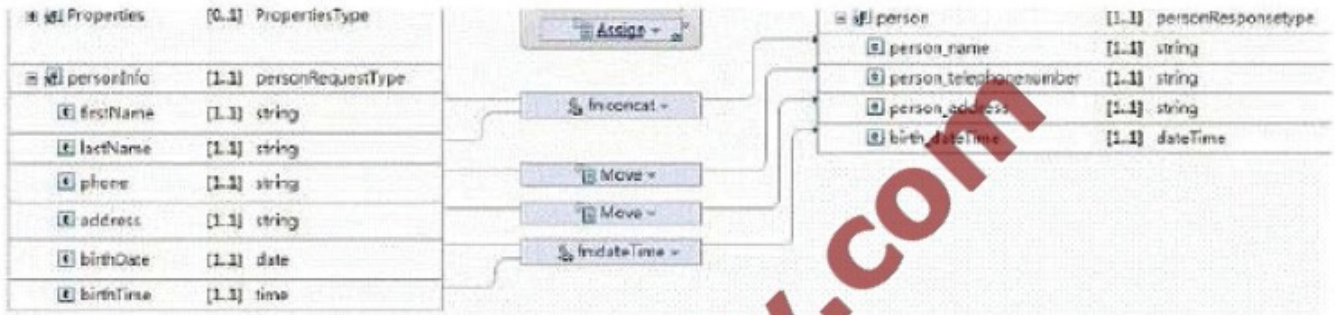 Properties [0..1] PropertiesType
Assign
person [1..1] personResponsetype
person_name [1..1] string
personInfo [1..1] personRequestType
person_telephonenumber [1..1] string
fn:concat
person_address [1..1] string
firstName [1..1] string
birth_dateTime [1..1] dateTime
lastName [1..1] string
Move
phone [1..1] string
Move
address [1..1] string
fn:dateTime
birthDate [1..1] date
birthTime [1..1] time
.com